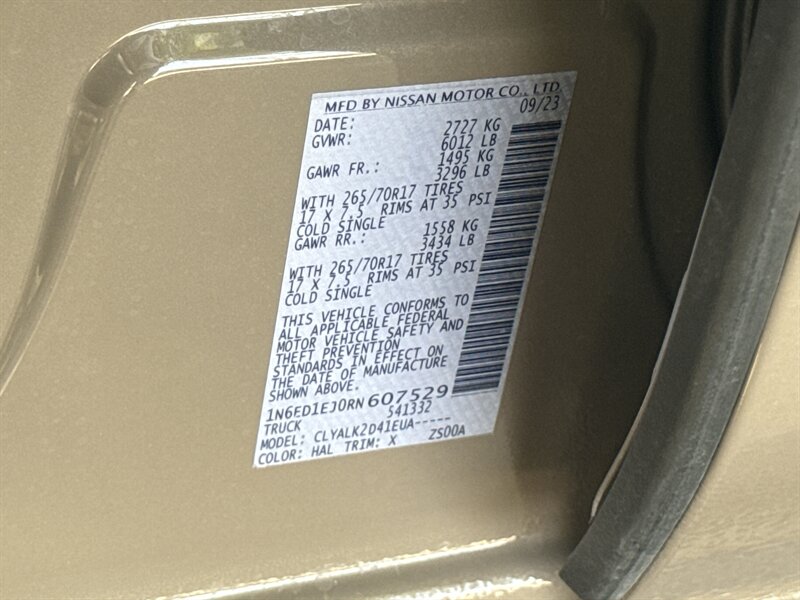 MFD BY NISSAN MOTOR CO., LTD
DATE: 09/23
GVWR: 2727 KG
6012 LB
GAWR FR.: 1495 KG
3296 LB
WITH 265/70R17 TIRES
17 X 7.5 RIMS AT 35 PSI
COLD SINGLE
GAWR RR.: 1558 KG
3434 LB
WITH 265/70R17 TIRES
17 X 7.5 RIMS AT 35 PSI
COLD SINGLE
THIS VEHICLE CONFORMS TO
ALL APPLICABLE FEDERAL
MOTOR VEHICLE SAFETY AND
THEFT PREVENTION
STANDARDS IN EFFECT ON
THE DATE OF MANUFACTURE
SHOWN ABOVE.
1N6ED1EJ0RN607529
TRUCK 541332
MODEL: CLYALK2D41EUA-----
COLOR: HAL TRIM: X ZS00A